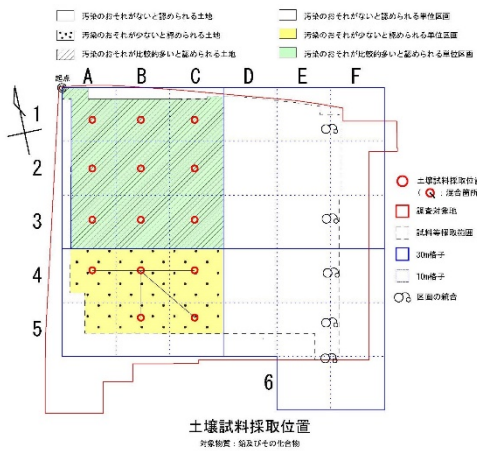 汚染のおそれがないと認められる土地
汚染のおそれが少ないと認められる土地
汚染のおそれが比較的多いと認められる土地
汚染のおそれがないと認められる単位区画
汚染のおそれが少ないと認められる単位区画
汚染のおそれが比較的多いと認められる単位区画
起点
A B C D E F
1
2
3
4
5
6
土壌試料採取位置
( : 混合箇所
調査対象地
試料等採取範囲
30m格子
10m格子
区画の統合
土壌試料採取位置
対象物質：鉛及びその化合物